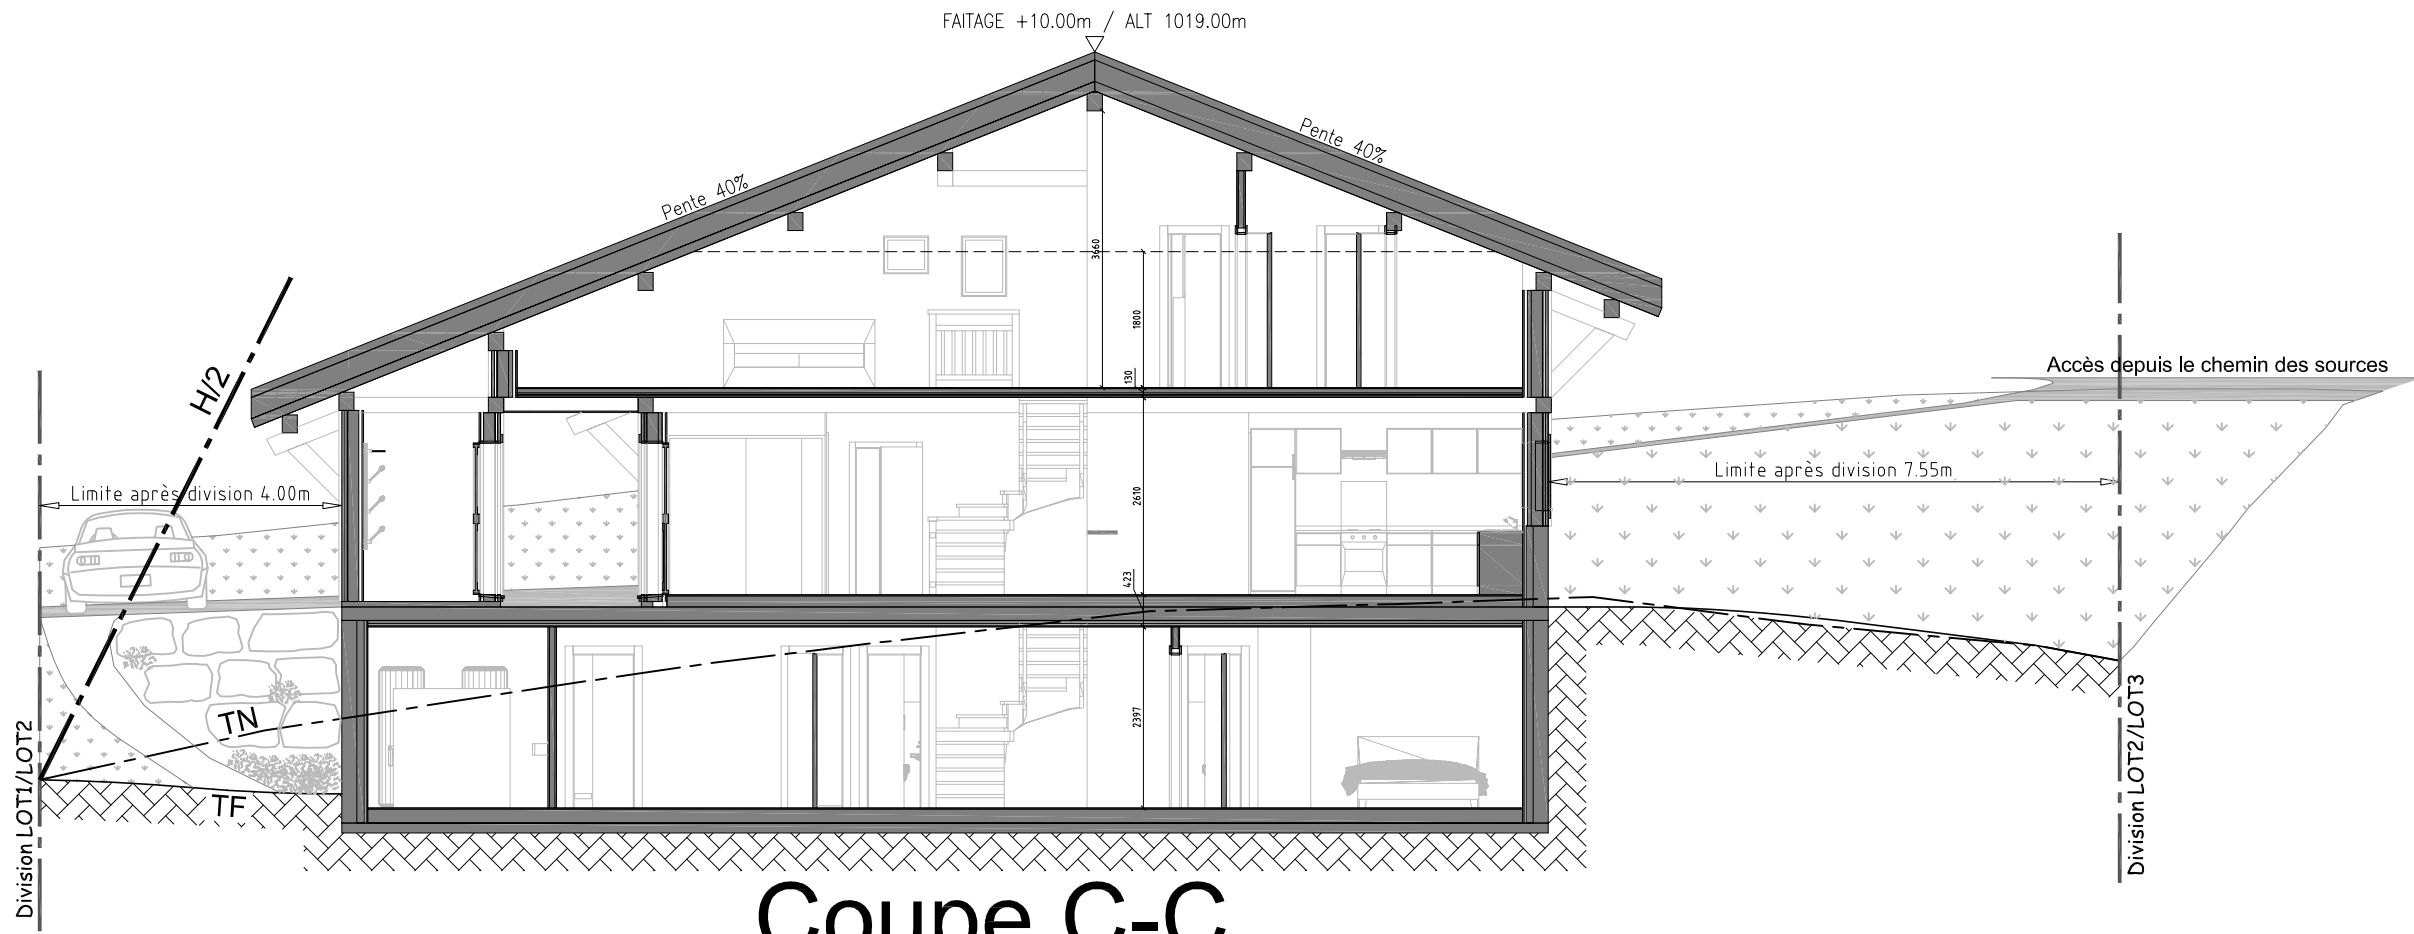 FAITAGE +10.00m / ALT 1019.00m
Pente 40%
Pente 40%
3660
1800
130
H/2
Accès depuis le chemin des sources
Limite après division 4.00m
Limite après division 7.55m
2610
423
TN
2397
TF
Division LOT1/LOT2
Division LOT2/LOT3
Coupe C-C